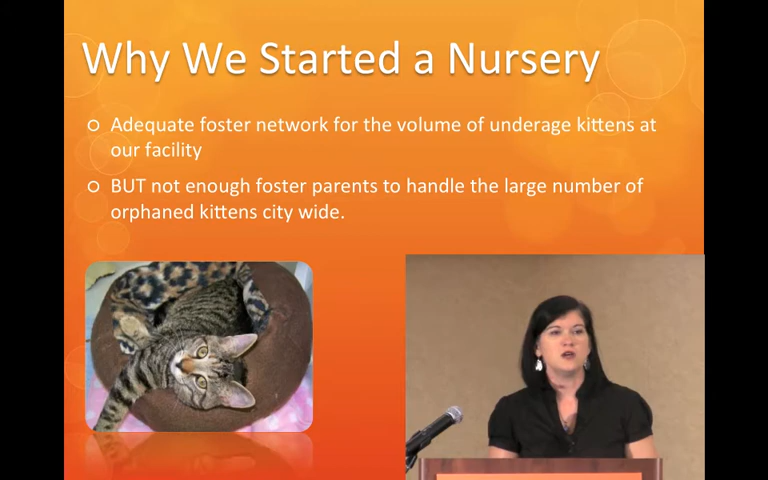 Why We Started a Nursery
Adequate foster network for the volume of underage kittens at
our facility
BUT not enough foster parents to handle the large number of
orphaned kittens city wide.